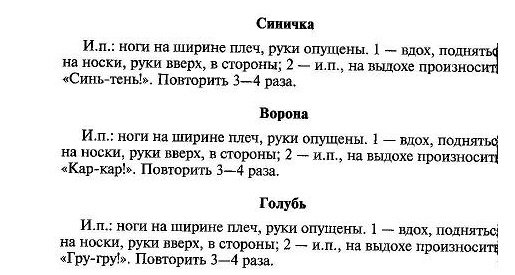 Синичка
И.п.: ноги на ширине плеч, руки опущены. 1 — вдох, поднятьс
на носки, руки вверх, в стороны; 2 — и.п., на выдохе произносит
«Синь-тень!». Повторить 3—4 раза.
Ворона
И.п.: ноги на ширине плеч, руки опущены. 1 — вдох, поднятьс
на носки, руки вверх, в стороны; 2 — и.п., на выдохе произносит
«Кар-кар!». Повторить 3—4 раза.
Голубь
И.п.: ноги на ширине плеч, руки опущены. 1 — вдох, поднятьс
на носки, руки вверх, в стороны; 2 — и.п., на выдохе произносит
«Гру-гру!». Повторить 3—4 раза.